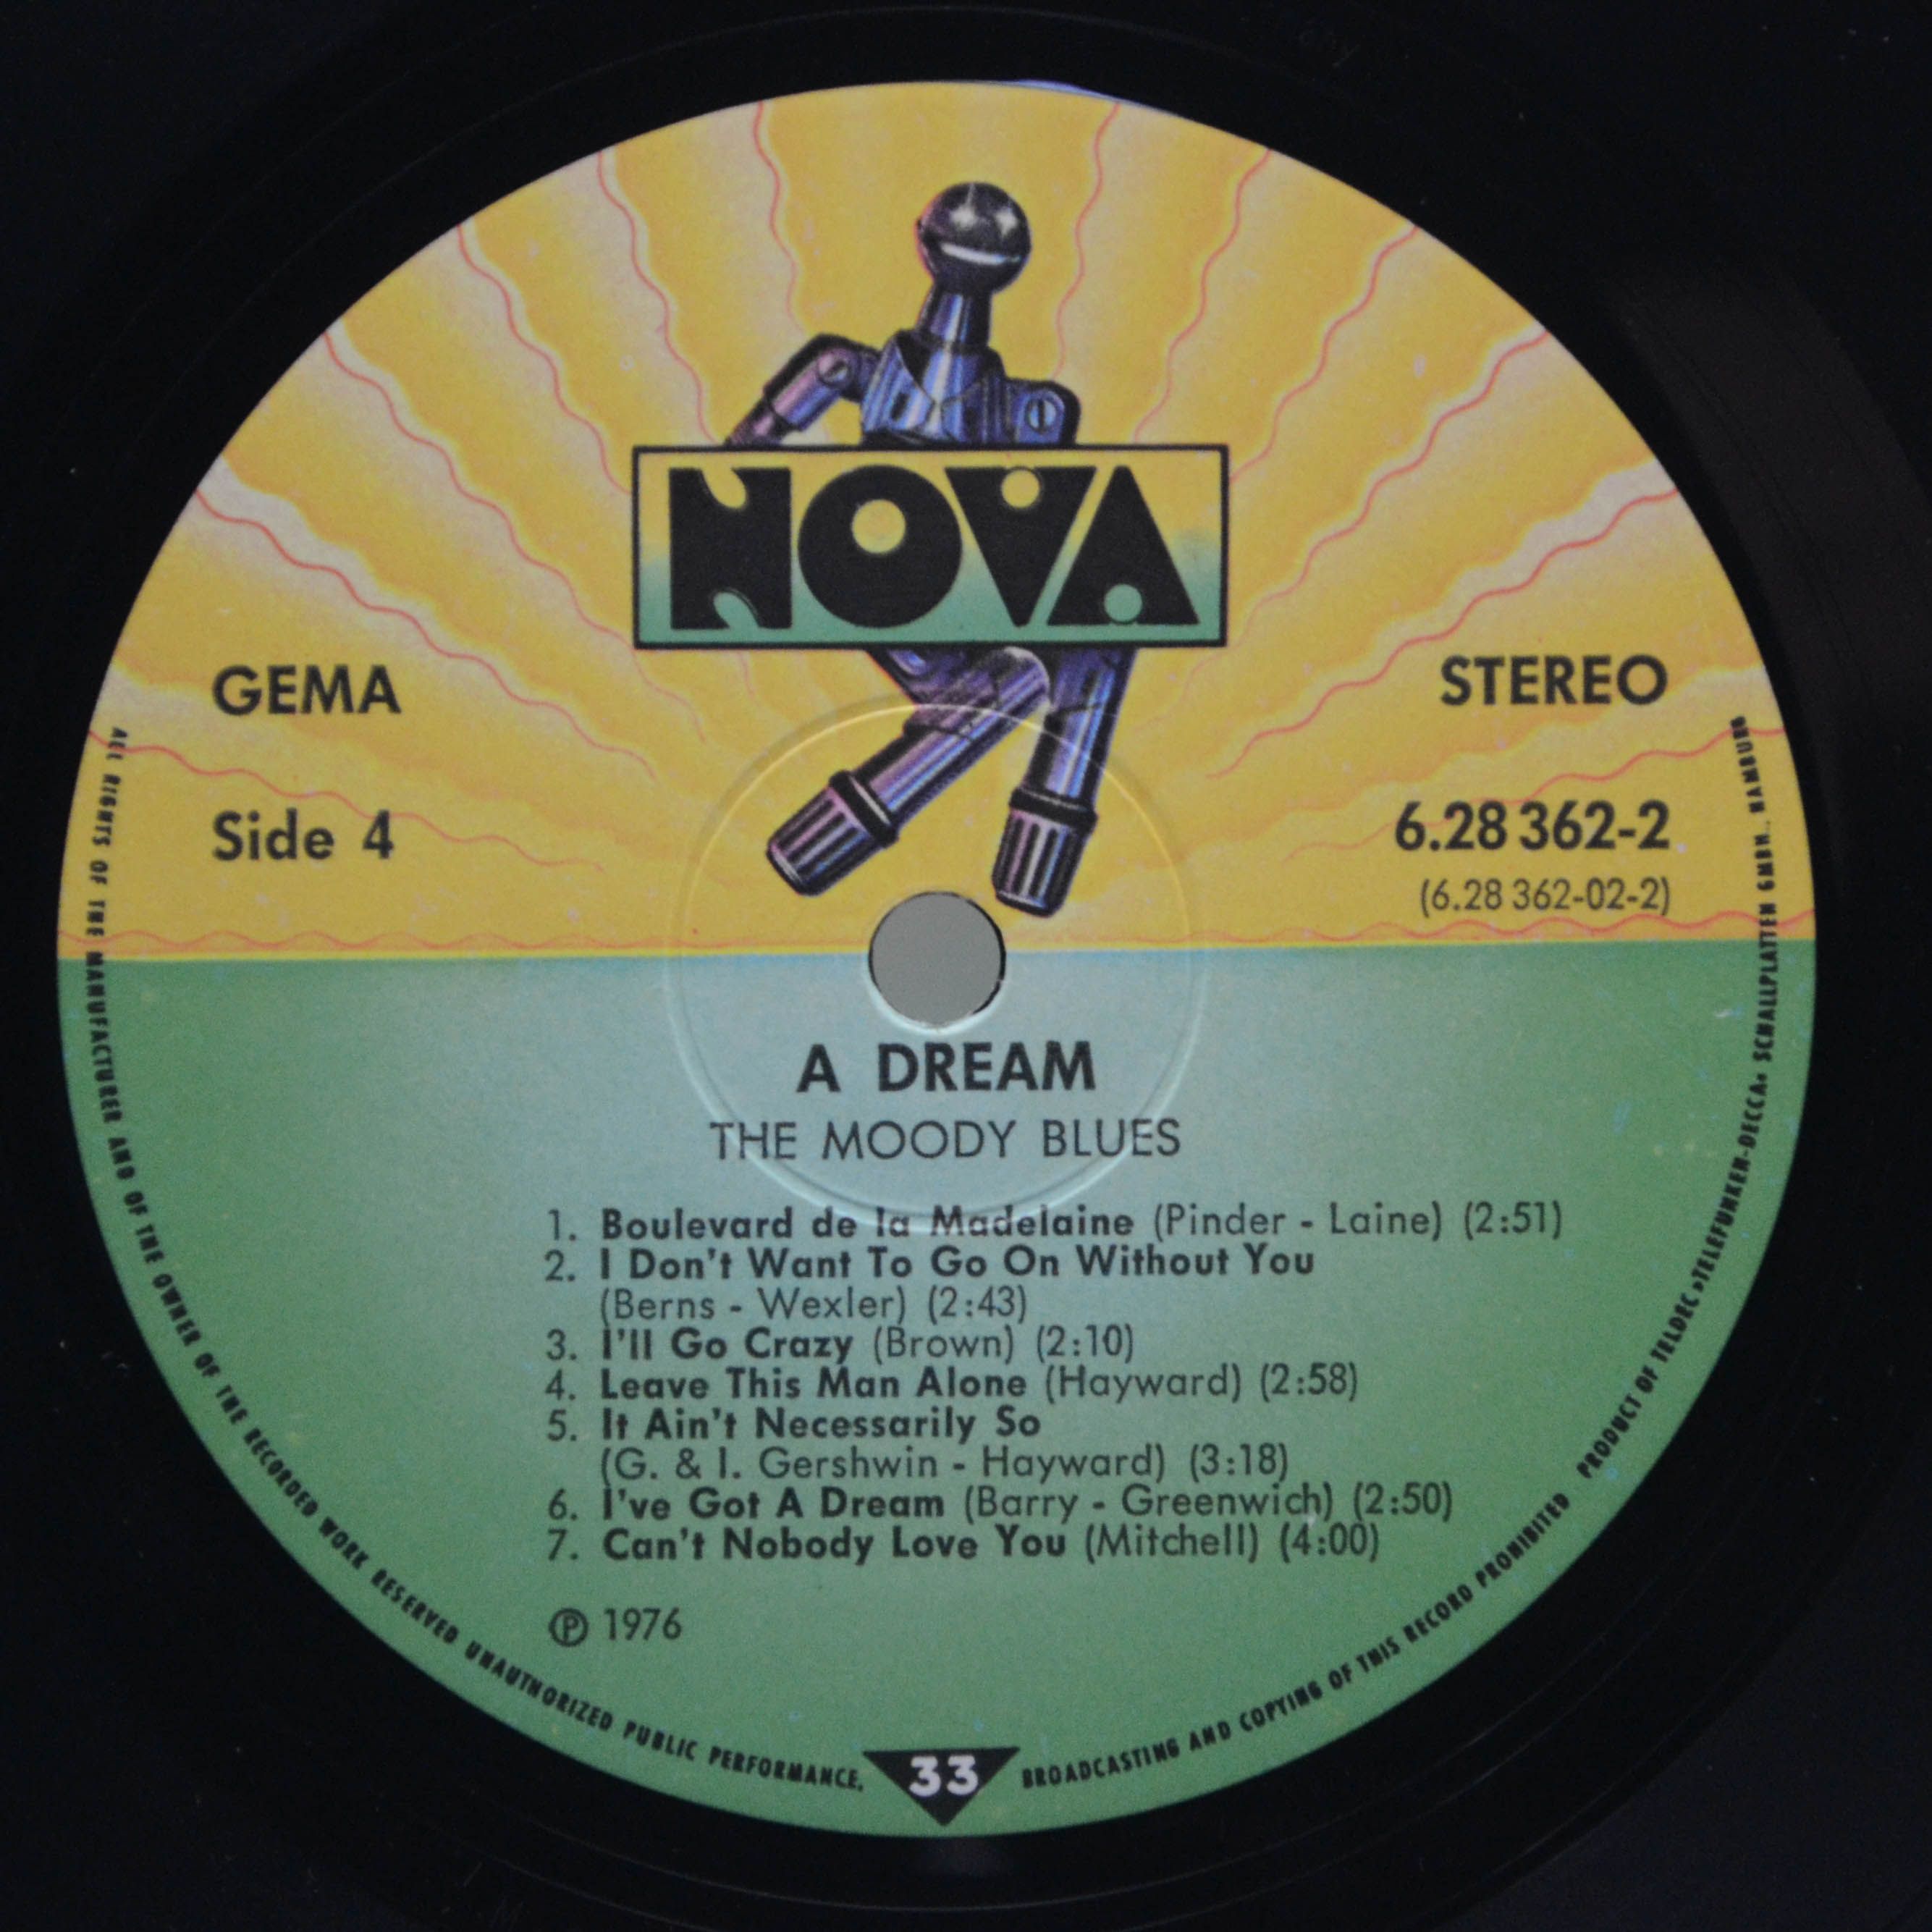 NOVA
GEMA
STEREO
Side 4
6.28 362-2
(6.28 362-02-2)
A DREAM
THE MOODY BLUES
1. Boulevard de la Madelaine (Pinder - Laine) (2:51)
2. I Don't Want To Go On Without You
(Berns - Wexler) (2:43)
3. I'll Go Crazy (Brown) (2:10)
4. Leave This Man Alone (Hayward) (2:58)
5. It Ain't Necessarily So
(G. & I. Gershwin - Hayward) (3:18)
6. I've Got A Dream (Barry - Greenwich) (2:50)
7. Can't Nobody Love You (Mitchell) (4:00)
℗ 1976
ALL RIGHTS OF THE MANUFACTURER AND OF THE OWNER OF THE RECORDED WORK RESERVED UNAUTHORIZED PUBLIC PERFORMANCE,
33
BROADCASTING AND COPYING OF THIS RECORD PROHIBITED PRODUCT OF TELDEC »TELEFUNKEN-DECCA« SCHALLPLATTEN GMBH., HAMBURG